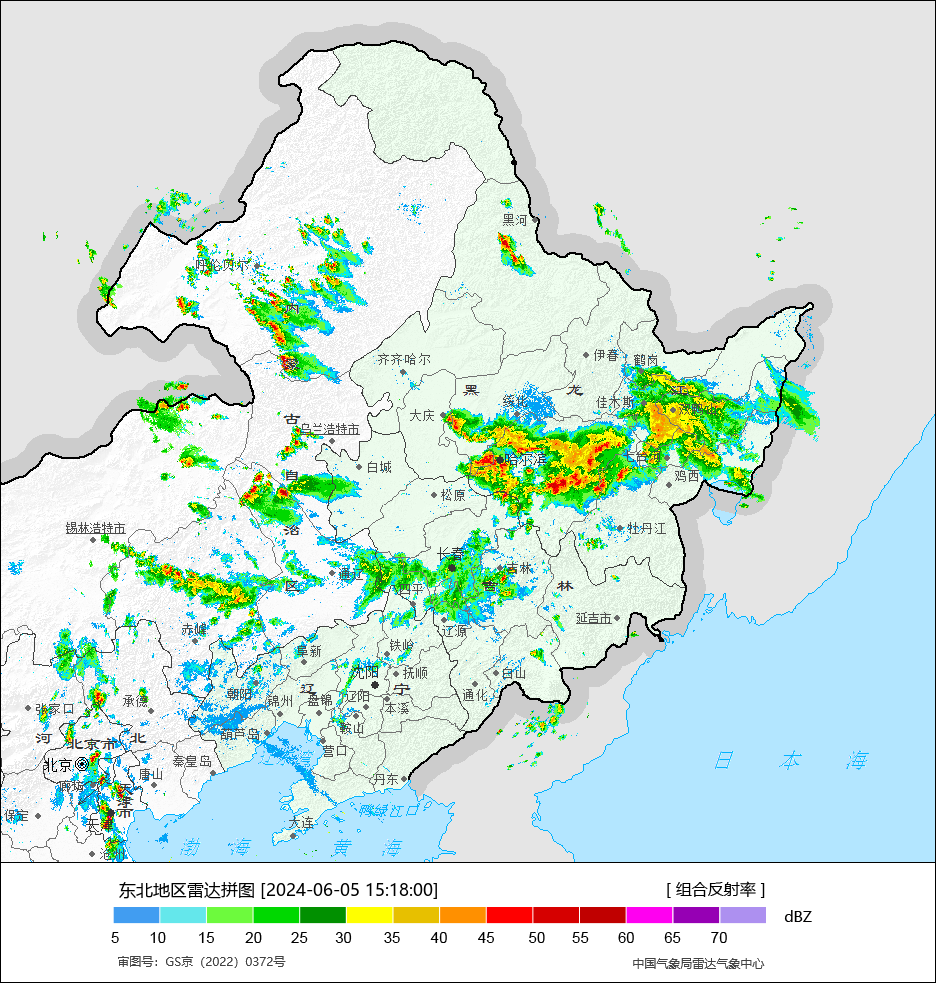 黑河
呼伦贝尔
内
伊春
鹤岗
齐齐哈尔
黑
龙
江
绥化
佳木斯
双鸭山
大庆
蒙
古
乌兰浩特市
哈尔滨
七台河
白城
鸡西
自
松原
锡林浩特市
治
牡丹江
长春
通辽
吉林
区
四平
吉
林
延吉市
赤峰
辽源
阜新
铁岭
沈阳
抚顺
白山
朝阳
辽
宁
通化
承德
锦州
盘锦
辽阳
本溪
张家口
鞍山
葫芦岛
河
北京市
北
营口
北京
秦皇岛
唐山
丹东
廊坊
天
津
市
日 本 海
保定
天津
大连
鸭绿江口
沧州
渤 海
黄 海
东北地区雷达拼图 [2024-06-05 15:18:00]
[ 组合反射率 ]
dBZ
5 10 15 20 25 30 35 40 45 50 55 60 65 70
审图号：GS京（2022）0372号
中国气象局雷达气象中心